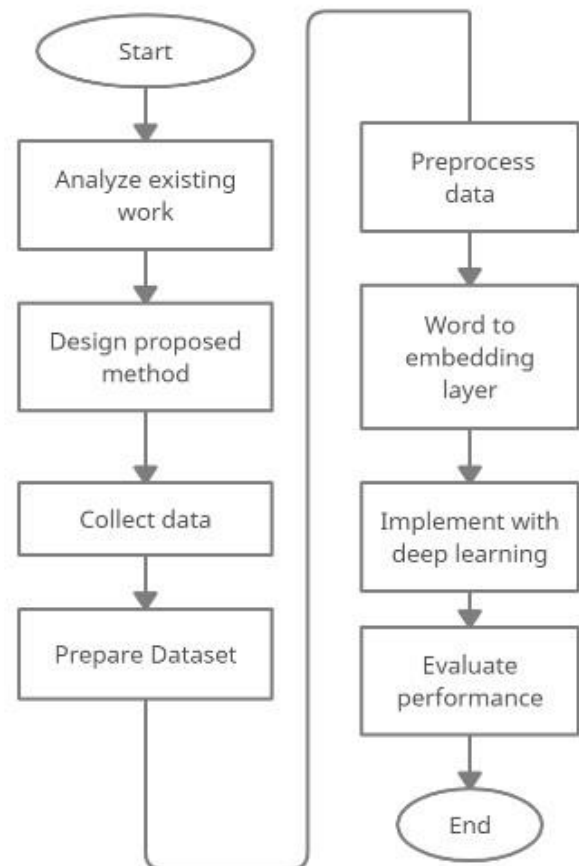 Start
Analyze existing
work
Design proposed
method
Collect data
Prepare Dataset
Preprocess
data
Word to
embedding
layer
Implement with
deep learning
Evaluate
performance
End